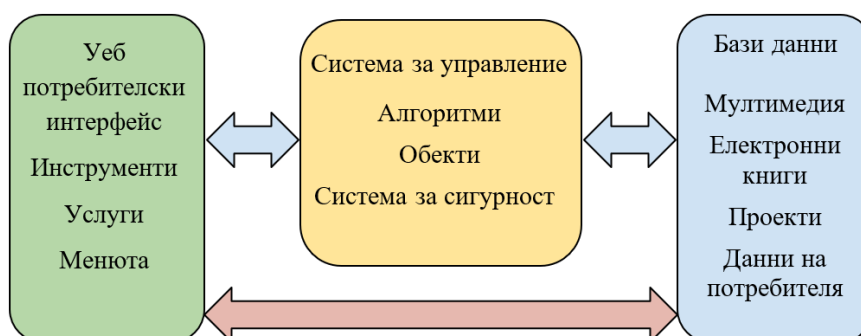 Уеб
потребителски
интерфейс
Инструменти
Услуги
Менюта
Система за управление
Алгоритми
Обекти
Система за сигурност
Бази данни
Мултимедия
Електронни
книги
Проекти
Данни на
потребителя